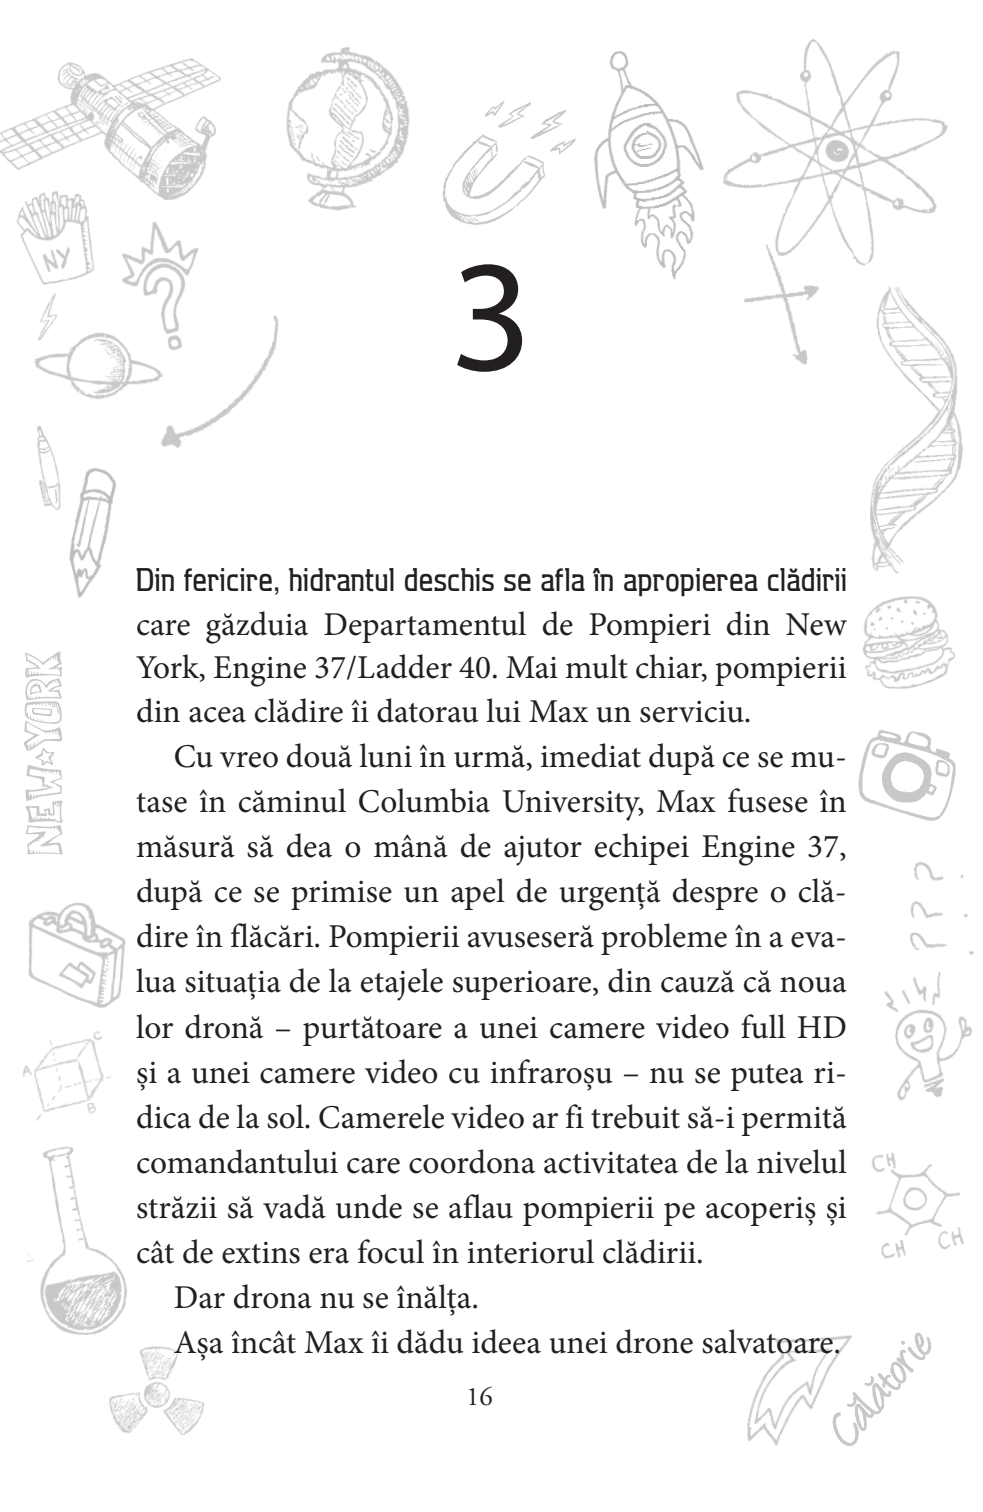 NY
3
Din fericire, hidrantul deschis se afla în apropierea clădirii
care găzduia Departamentul de Pompieri din New
York, Engine 37/Ladder 40. Mai mult chiar, pompierii
din acea clădire îi datorau lui Max un serviciu.
Cu vreo două luni în urmă, imediat după ce se mu-
tase în căminul Columbia University, Max fusese în
măsură să dea o mână de ajutor echipei Engine 37,
după ce se primise un apel de urgență despre o clă-
dire în flăcări. Pompierii avuseseră probleme în a eva-
lua situația de la etajele superioare, din cauză că noua
lor dronă – purtătoare a unei camere video full HD
și a unei camere video cu infraroșu – nu se putea ri-
dica de la sol. Camerele video ar fi trebuit să-i permită
comandantului care coordona activitatea de la nivelul
străzii să vadă unde se aflau pompierii pe acoperiș și
cât de extins era focul în interiorul clădirii.
Dar drona nu se înălța.
Așa încât Max îi dădu ideea unei drone salvatoare.
16
NEW YORK
? ? ?
A
B
C
CH
CH
CH
Călătorie